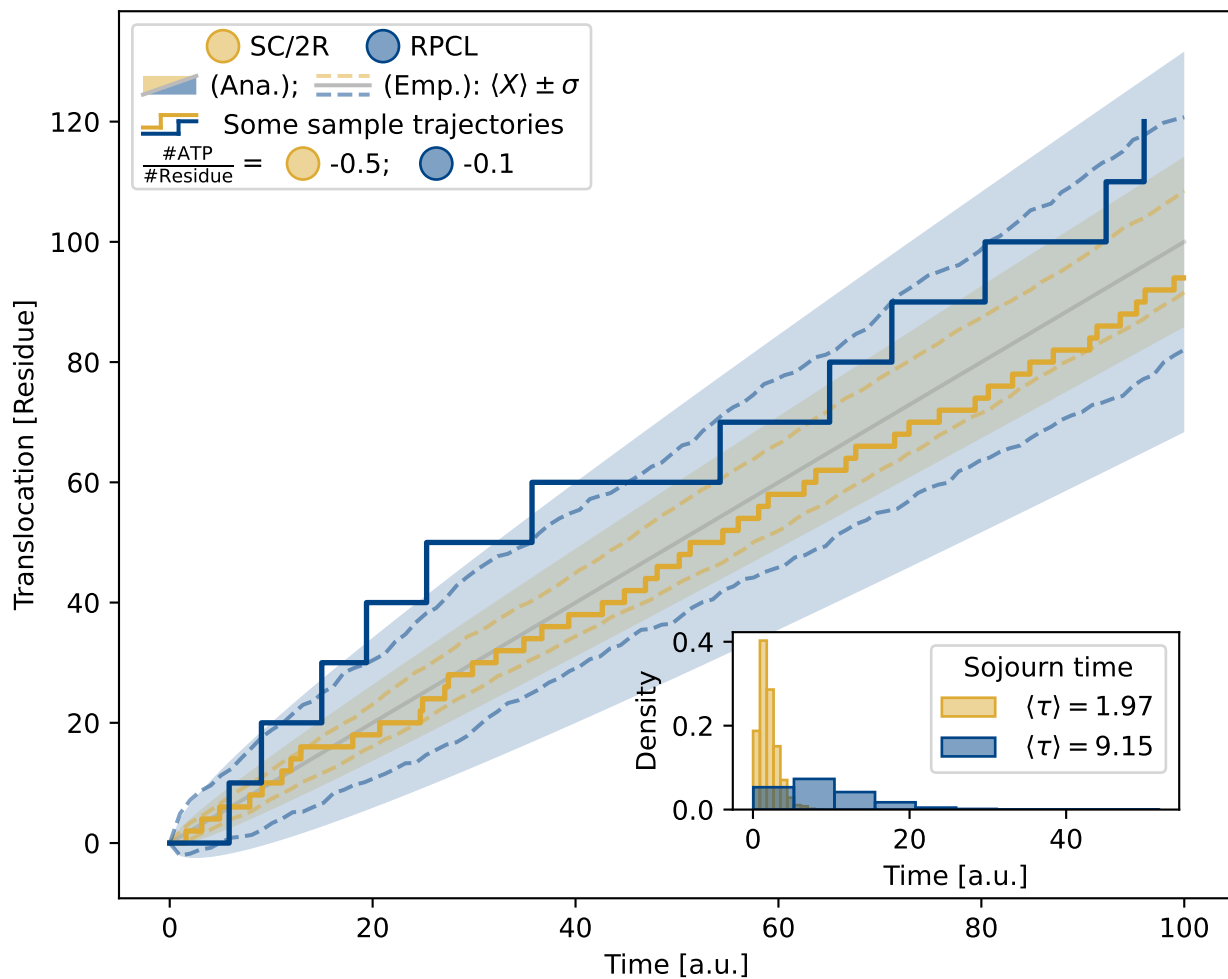 SC/2R RPCL
(Ana.); (Emp.): ⟨X⟩ ± σ
Some sample trajectories
#ATP/#Residue = -0.5; -0.1
Translocation [Residue]
120
100
80
60
40
20
0
0 20 40 60 80 100
Time [a.u.]
Sojourn time
⟨τ⟩ = 1.97
⟨τ⟩ = 9.15
Density
0.4
0.2
0.0
0 20 40
Time [a.u.]